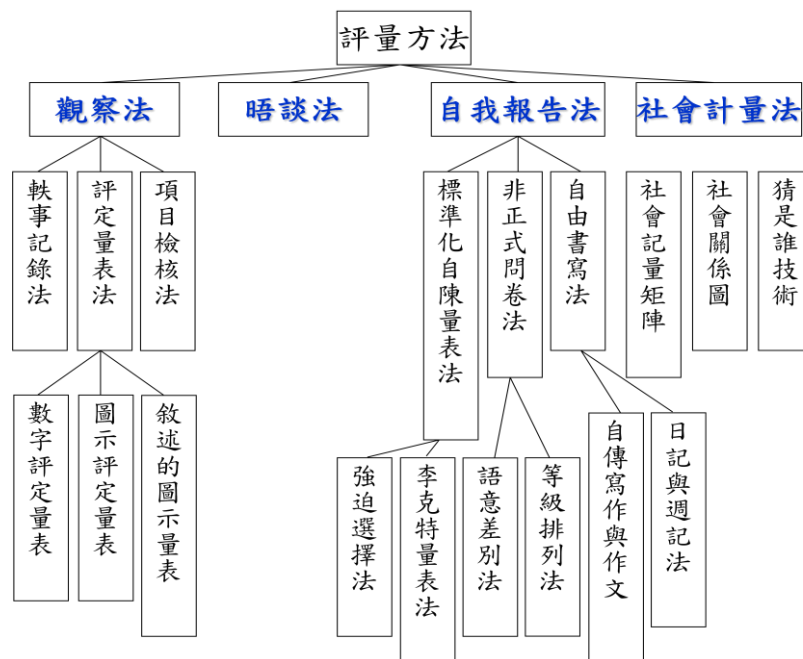 評量方法
觀察法
晤談法
自我報告法
社會計量法
軼事記錄法
評定量表法
項目檢核法
標準化自陳量表法
非正式問卷法
自由書寫法
社會記量矩陣
社會關係圖
猜是誰技術
數字評定量表
圖示評定量表
敘述的圖示量表
強迫選擇法
李克特量表法
語意差別法
等級排列法
自傳寫作與作文
日記與週記法